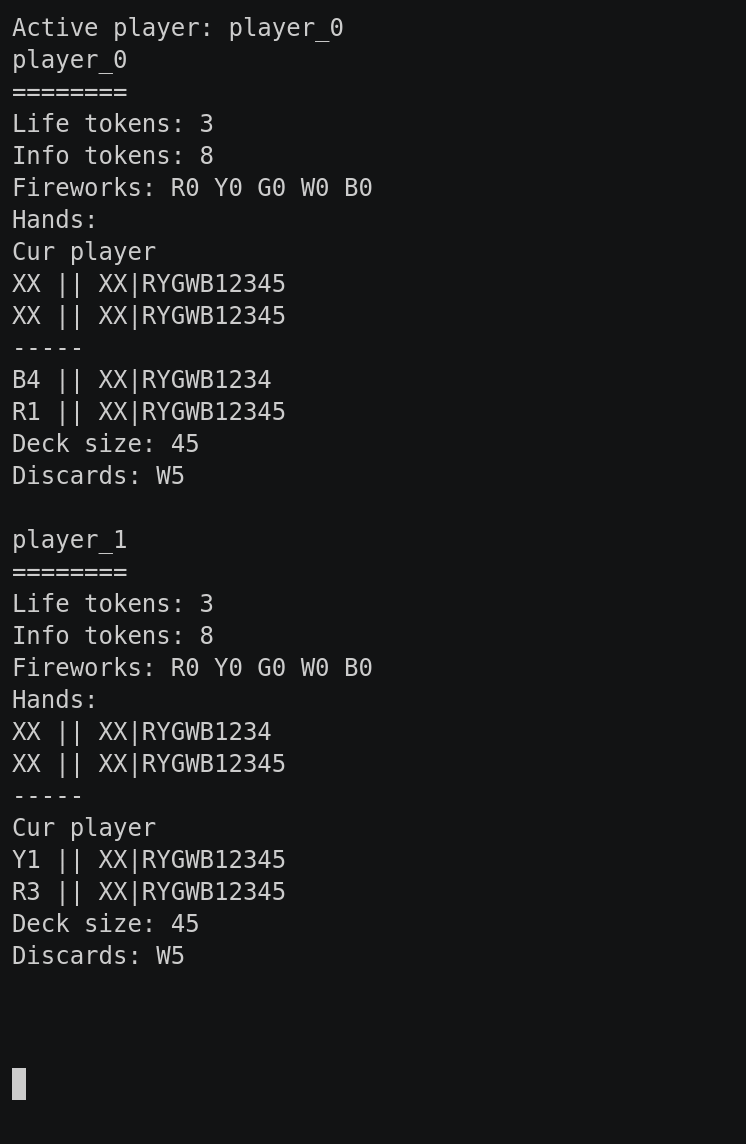 Active player: player_0
player_0
========
Life tokens: 3
Info tokens: 8
Fireworks: R0 Y0 G0 W0 B0
Hands:
Cur player
XX || XX|RYGWB12345
XX || XX|RYGWB12345
-----
B4 || XX|RYGWB1234
R1 || XX|RYGWB12345
Deck size: 45
Discards: W5

player_1
========
Life tokens: 3
Info tokens: 8
Fireworks: R0 Y0 G0 W0 B0
Hands:
XX || XX|RYGWB1234
XX || XX|RYGWB12345
-----
Cur player
Y1 || XX|RYGWB12345
R3 || XX|RYGWB12345
Deck size: 45
Discards: W5